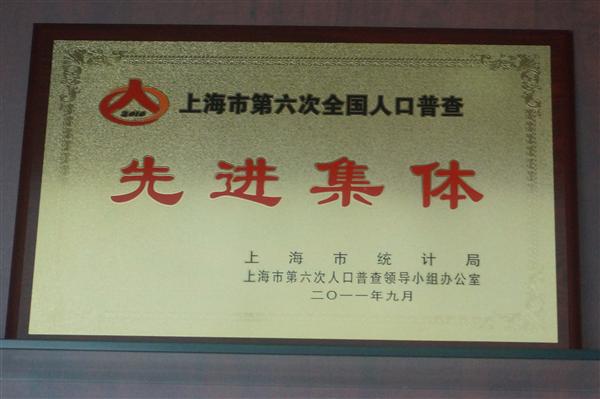 2010
上海市第六次全国人口普查
先进集体
上海市统计局
上海市第六次人口普查领导小组办公室
二〇一一年九月